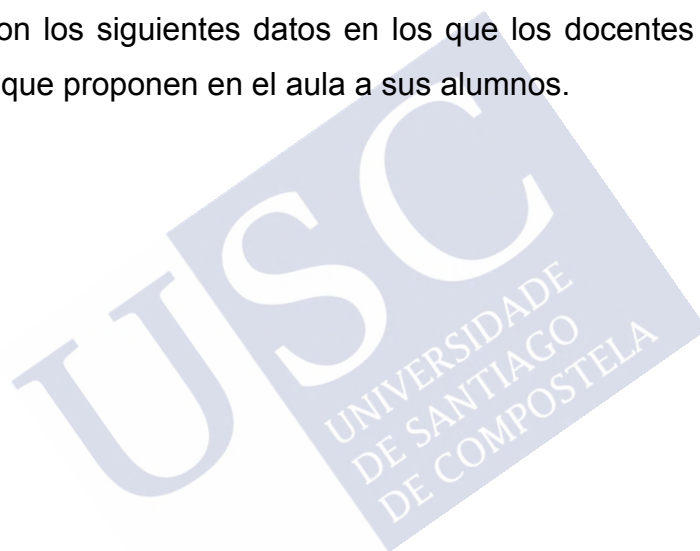 on los siguientes datos en los que los docentes
que proponen en el aula a sus alumnos.
USC
UNIVERSIDADE
DE SANTIAGO
DE COMPOSTELA